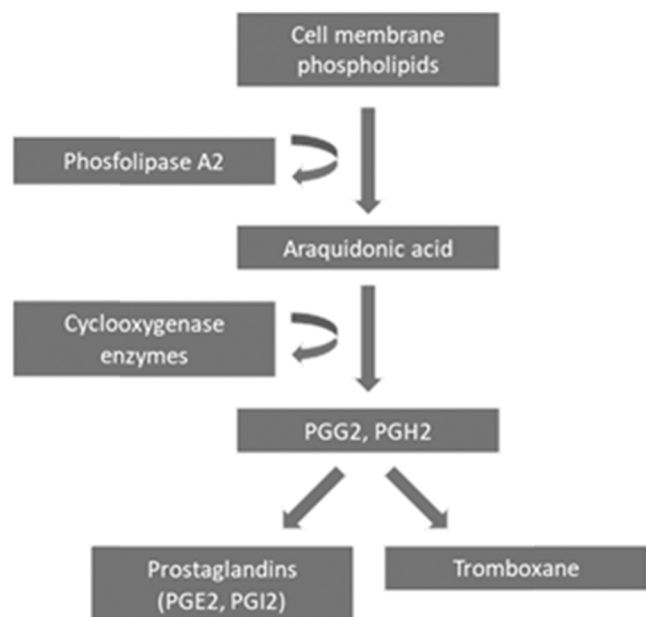 Cell membrane
phospholipids
Phosfolipase A2
Araquidonic acid
Cyclooxygenase
enzymes
PGG2, PGH2
Prostaglandins
(PGE2, PGI2)
Tromboxane